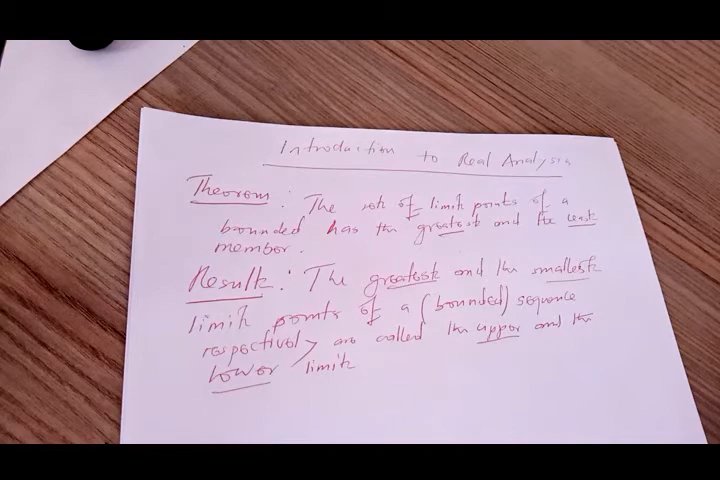 Introduction to Real Analysis
Theorem: The set of limit points of a
bounded has the greatest and the least
member.
Result: The greatest and the smallest
limit points of a (bounded) sequence
respectively are called the upper and the
lower limit